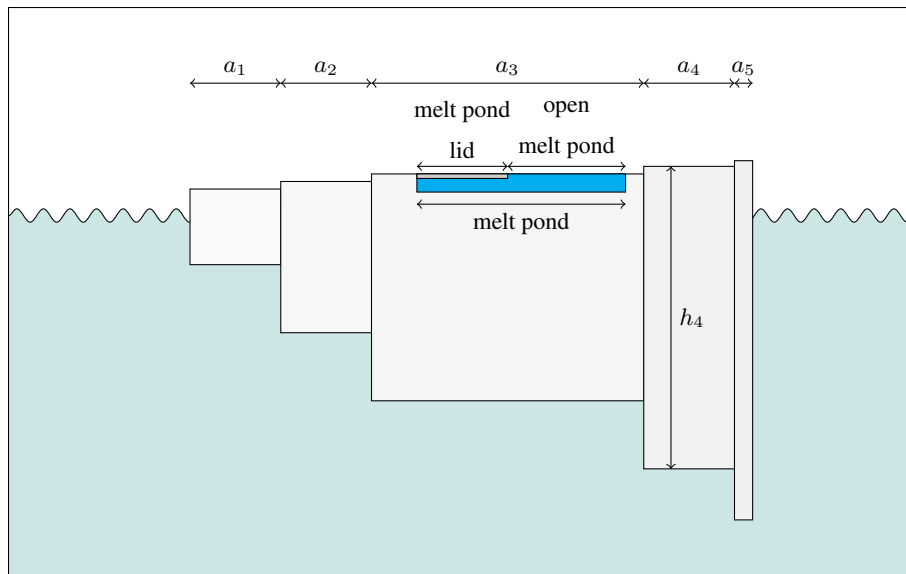 a₁ a₂ a₃ a₄ a₅
melt pond open
lid melt pond
melt pond
h₄